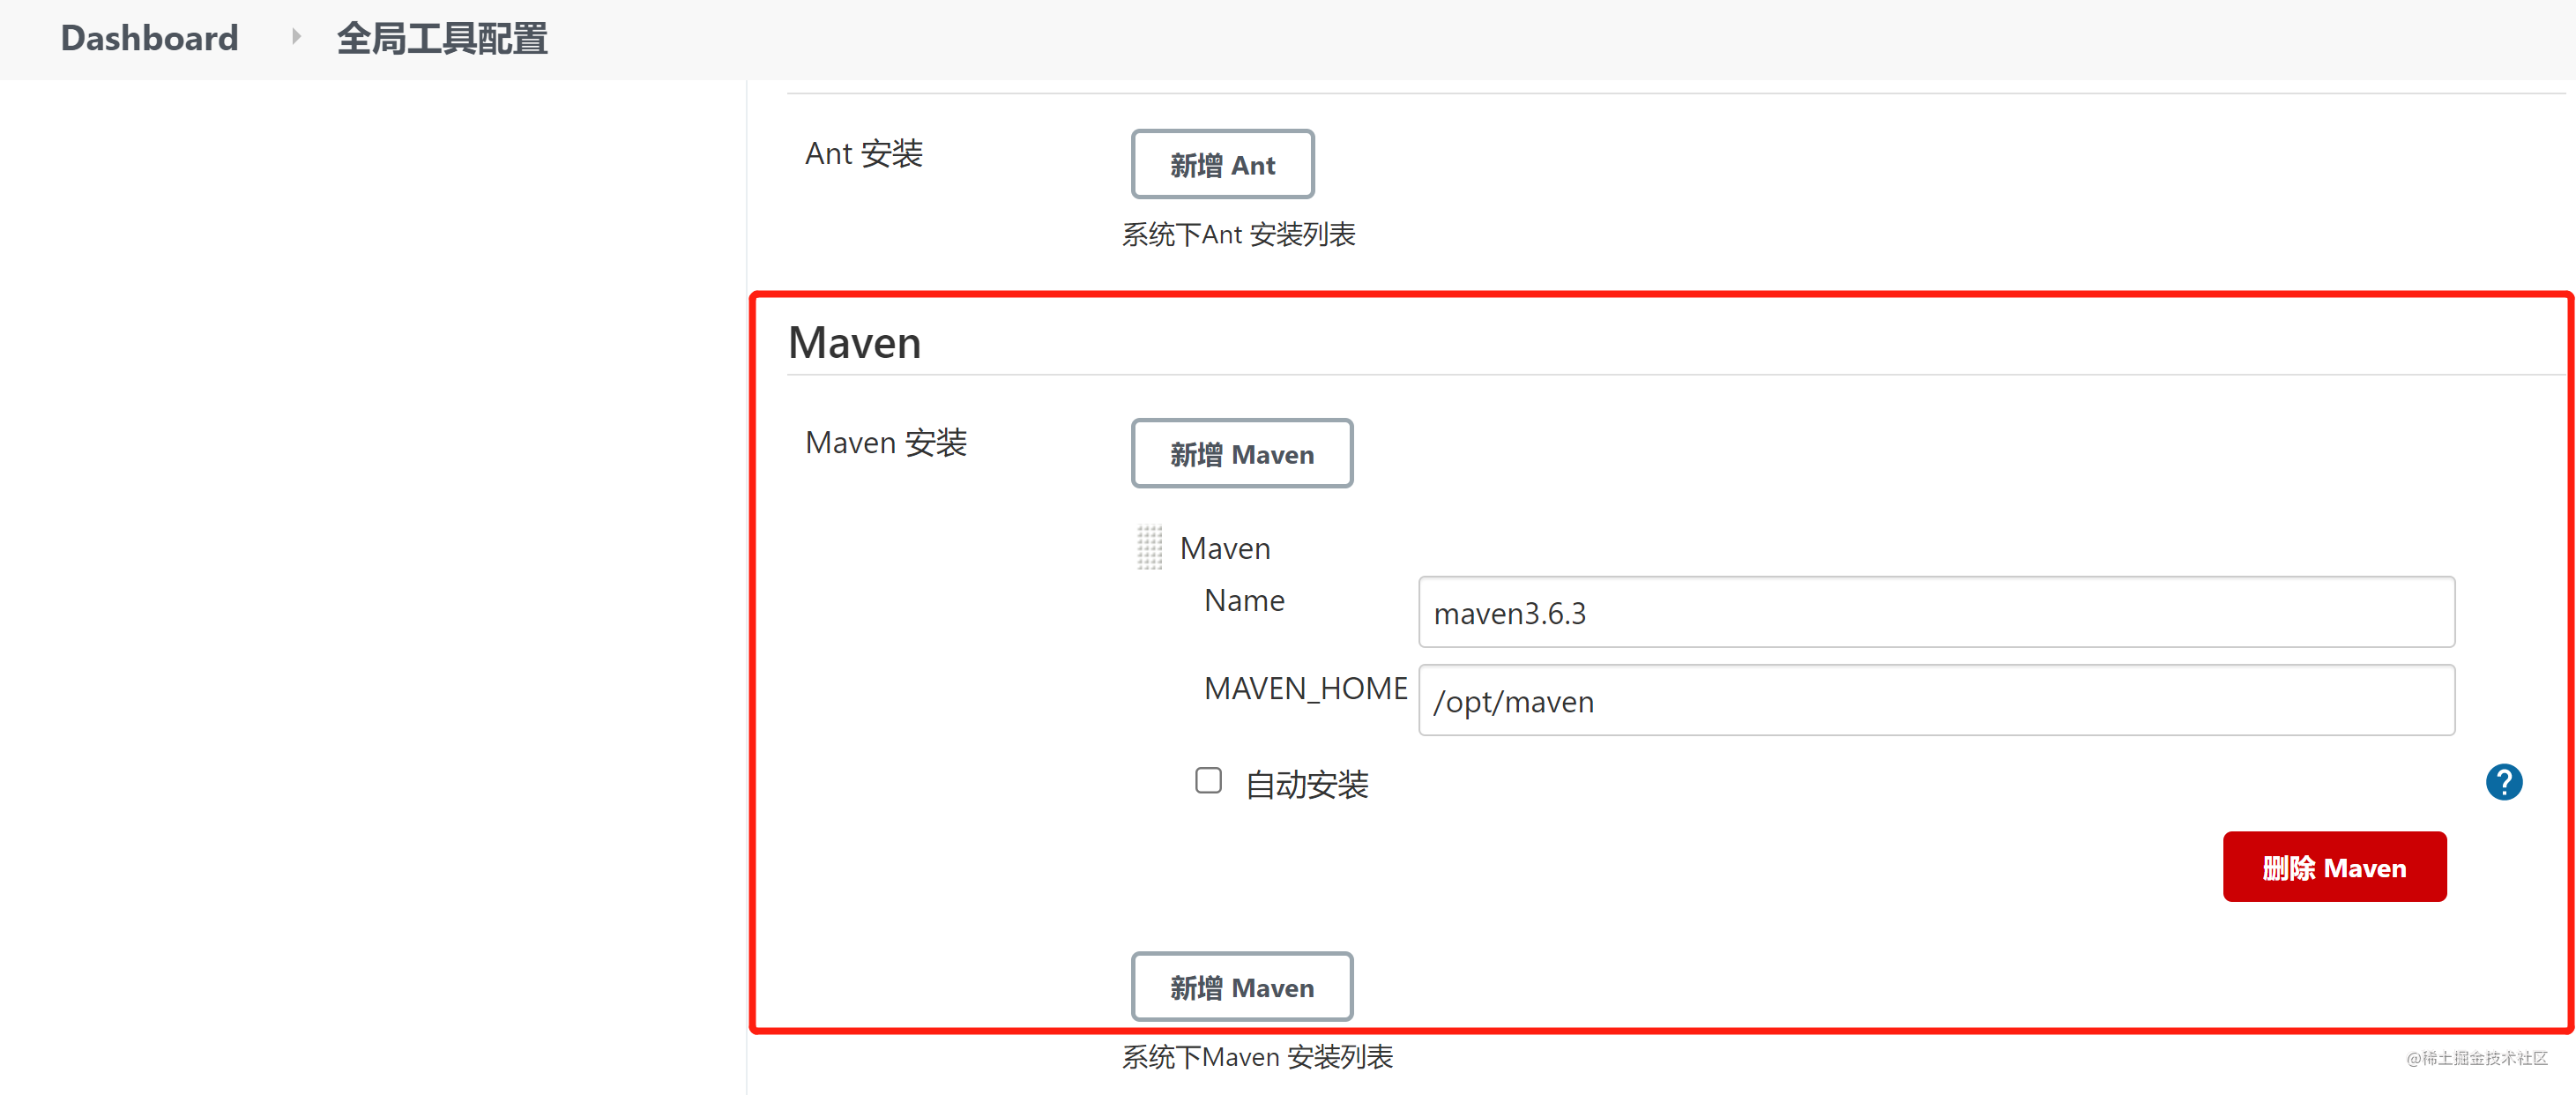 Dashboard 全局工具配置
Ant 安装
新增 Ant
系统下Ant 安装列表
Maven
Maven 安装
新增 Maven
Maven
Name
maven3.6.3
MAVEN_HOME
/opt/maven
自动安装
?
删除 Maven
新增 Maven
系统下Maven 安装列表
@稀土掘金技术社区